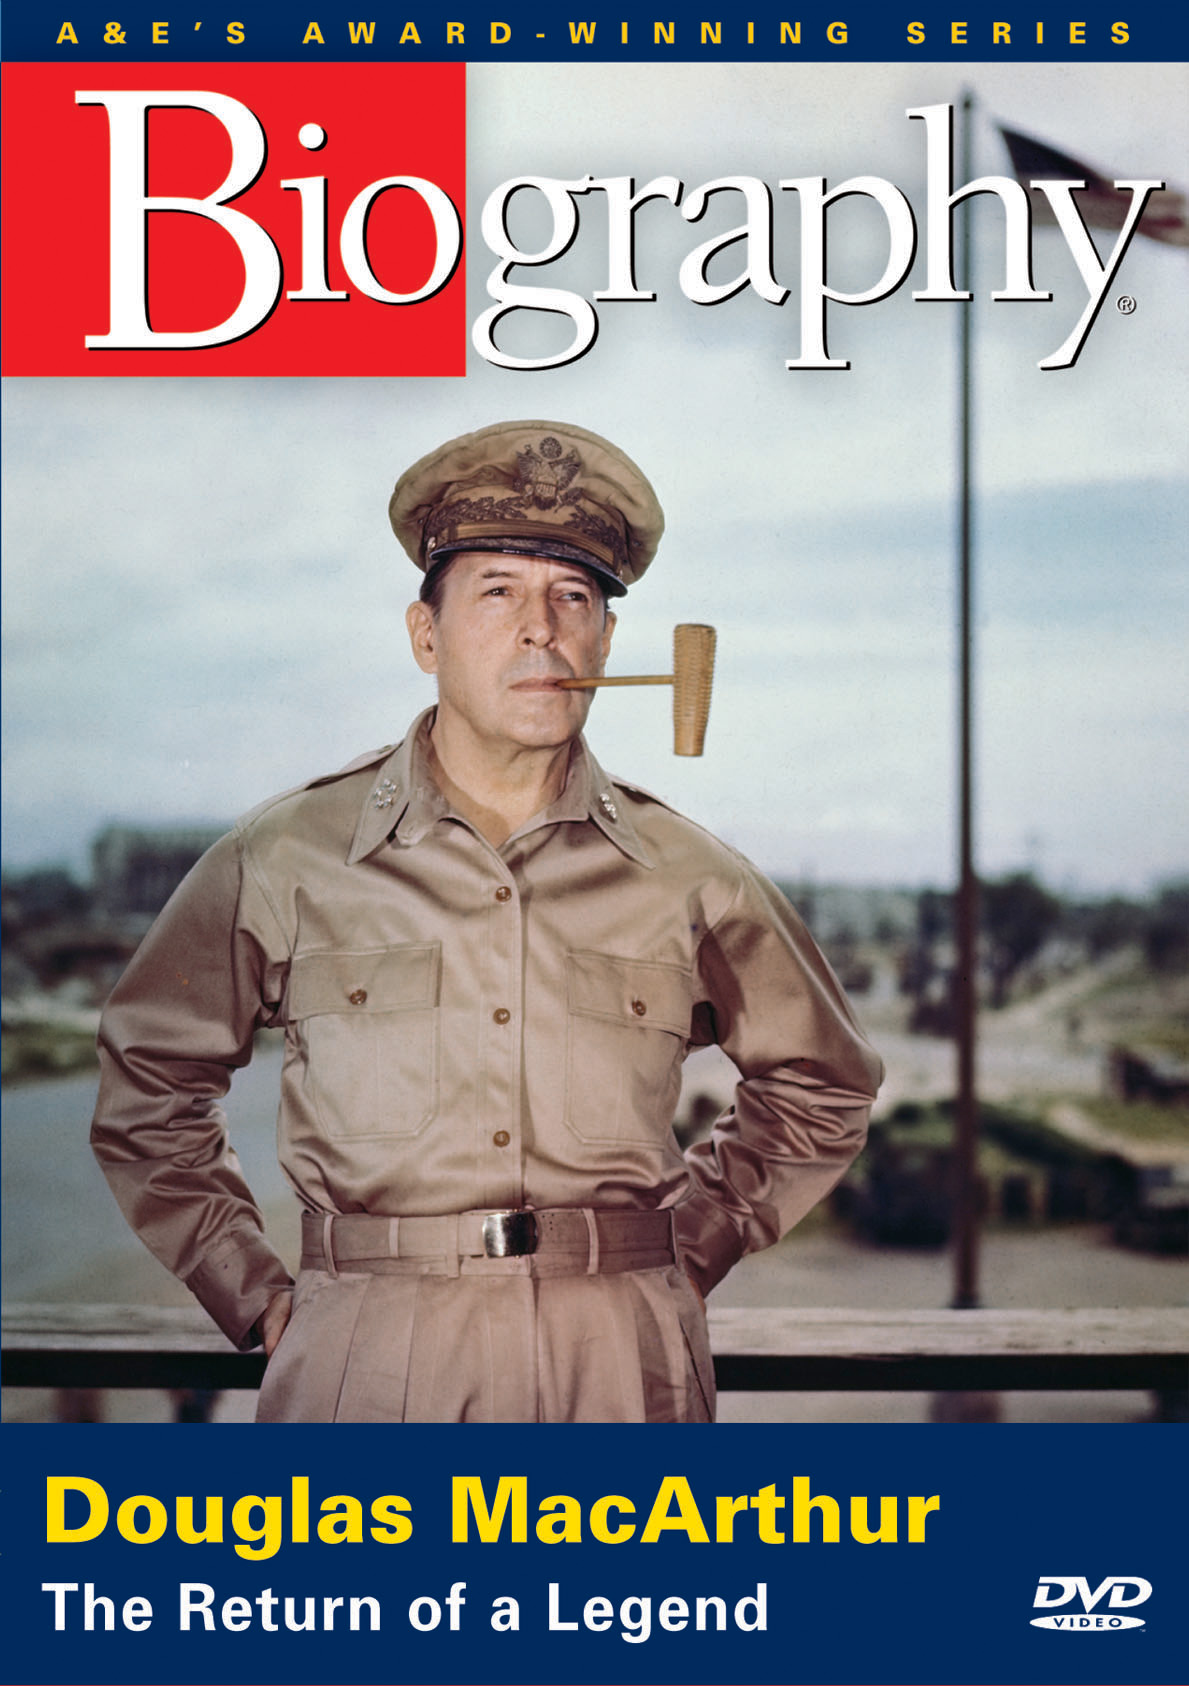 A&E'S AWARD-WINNING SERIES
Biography®
Douglas MacArthur
The Return of a Legend
DVD
VIDEO